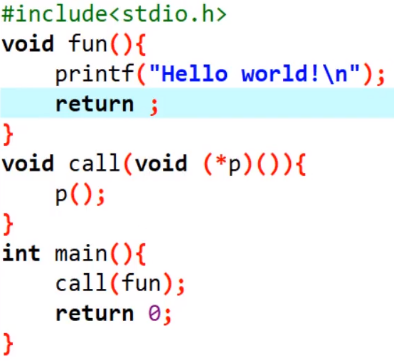 #include<stdio.h>
void fun(){
    printf("Hello world!\n");
    return ;
}
void call(void (*p)()){
    p();
}
int main(){
    call(fun);
    return 0;
}